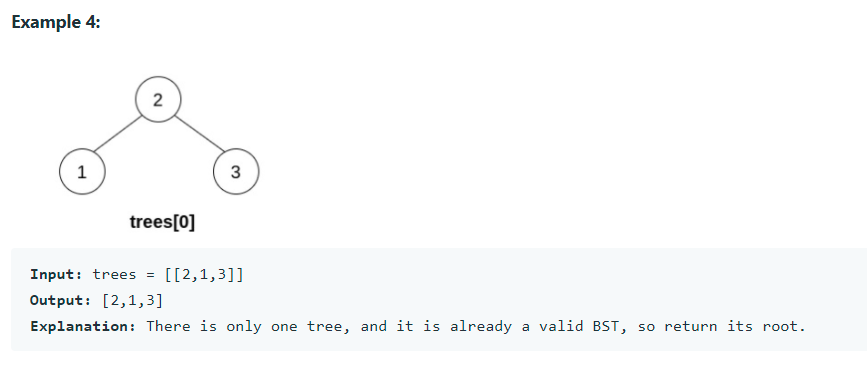 Example 4:
2
1
3
trees[0]
Input: trees = [[2,1,3]]
Output: [2,1,3]
Explanation: There is only one tree, and it is already a valid BST, so return its root.